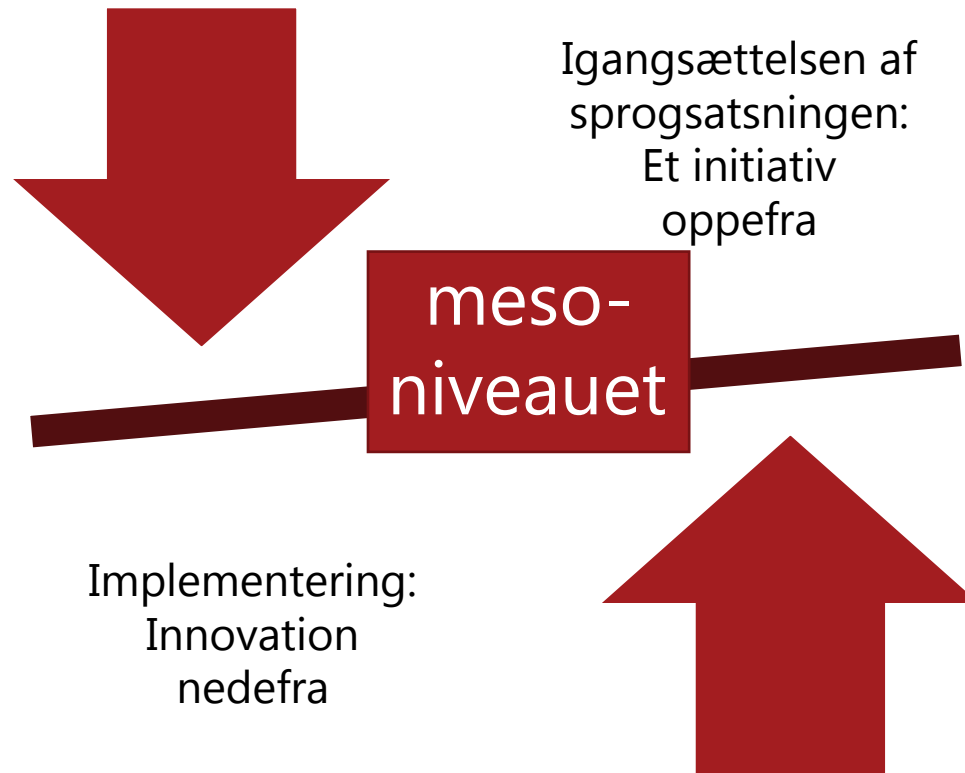 Igangsættelsen af
sprogsatsningen:
Et initiativ
oppefra
meso-
niveauet
Implementering:
Innovation
nedefra